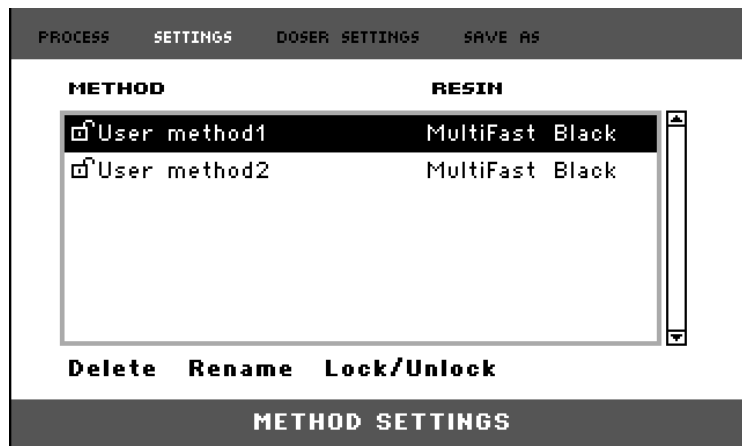 PROCESS SETTINGS DOSER SETTINGS SAVE AS
METHOD RESIN
User method1 MultiFast Black
User method2 MultiFast Black
Delete Rename Lock/Unlock
METHOD SETTINGS